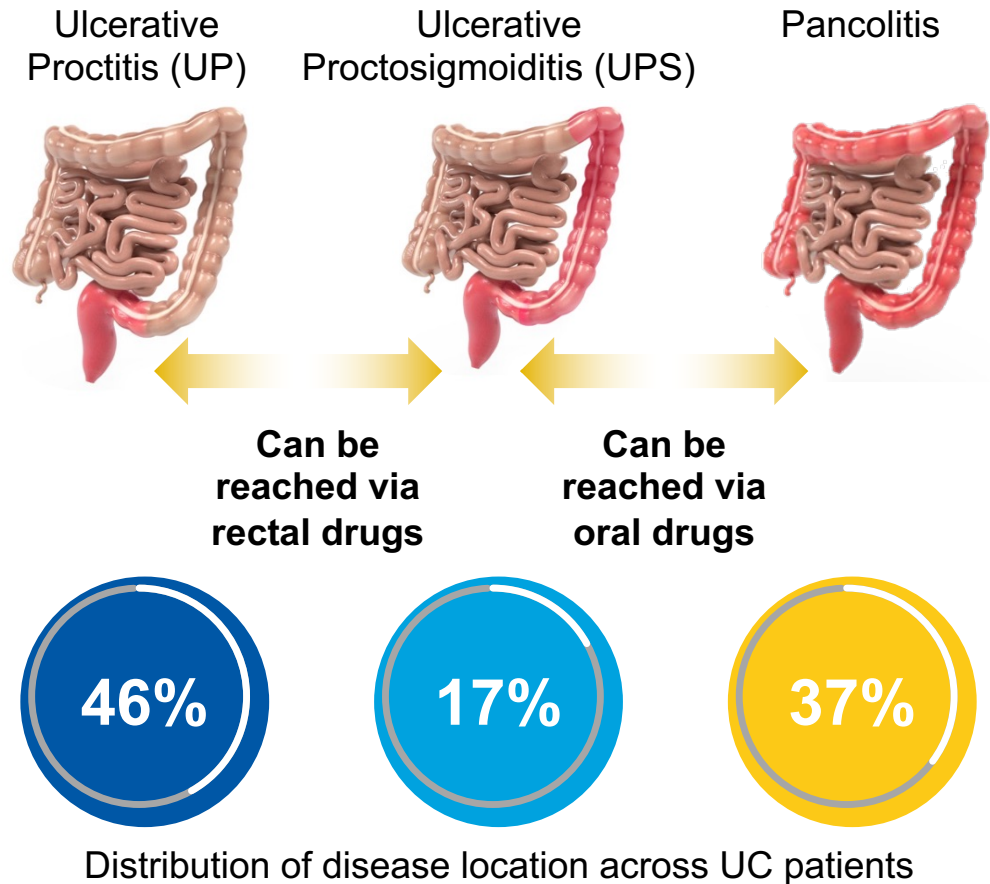 Ulcerative
Proctitis (UP)
Ulcerative
Proctosigmoiditis (UPS)
Pancolitis
Can be
reached via
rectal drugs
Can be
reached via
oral drugs
46%
17%
37%
Distribution of disease location across UC patients